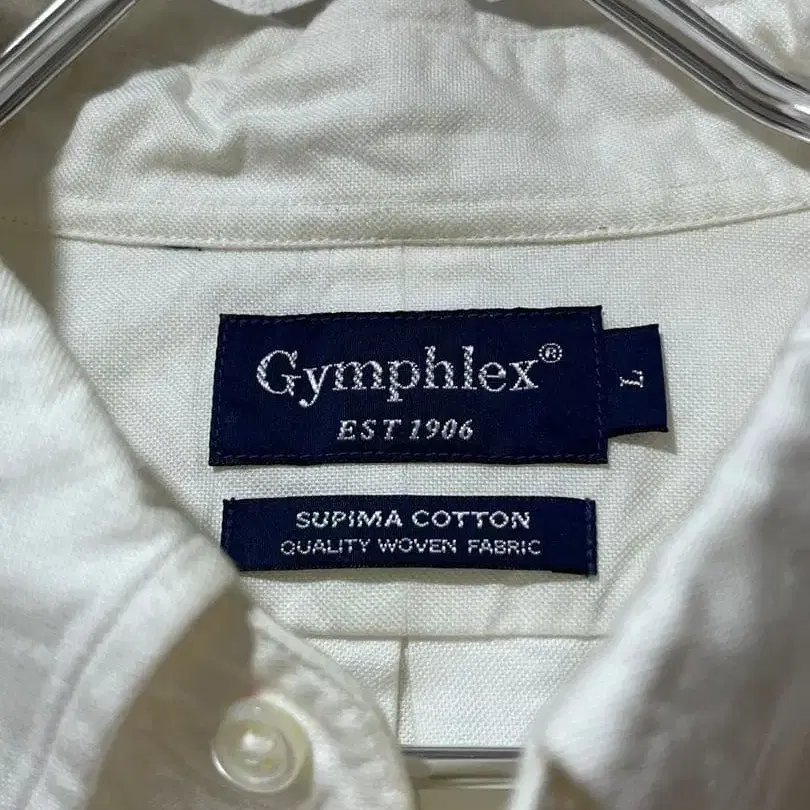 Gymphlex®
EST 1906
L
SUPIMA COTTON
QUALITY WOVEN FABRIC